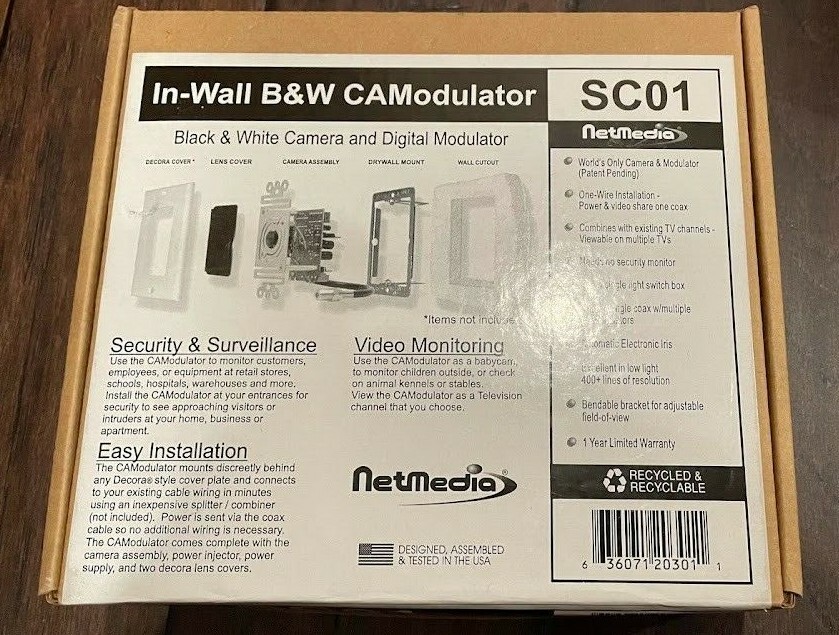 In-Wall B&W CAModulator
Black & White Camera and Digital Modulator
DECORA COVER* LENS COVER CAMERA ASSEMBLY DRYWALL MOUNT WALL CUTOUT
*Items not
Security & Surveillance
Use the CAModulator to monitor customers,
employees, or equipment at retail stores,
schools, hospitals, warehouses and more.
Install the CAModulator at your entrances for
security to see approaching visitors or
intruders at your home, business or
apartment.
Easy Installation
The CAModulator mounts discreetly behind
any Decora® style cover plate and connects
to your existing cable wiring in minutes
using an inexpensive splitter / combiner
(not included). Power is sent via the coax
cable so no additional wiring is necessary.
The CAModulator comes complete with the
camera assembly, power injector, power
supply, and two decora lens covers.
Video Monitoring
Use the CAModulator as a babycam,
to monitor children outside, or check
on animal kennels or stables.
View the CAModulator as a Television
channel that you choose.
NetMedia®
DESIGNED, ASSEMBLED
& TESTED IN THE USA
SC01
NetMedia
World's Only Camera & Modulator
(Patent Pending)
One-Wire Installation -
Power & video share one coax
Combines with existing TV channels -
Viewable on multiple TVs
no security monitor
light switch box
coax w/multiple
Electronic Iris
in low light
400+ lines of resolution
Bendable bracket for adjustable
field-of-view
1 Year Limited Warranty
RECYCLED &
RECYCLABLE
6 36071 20301 1